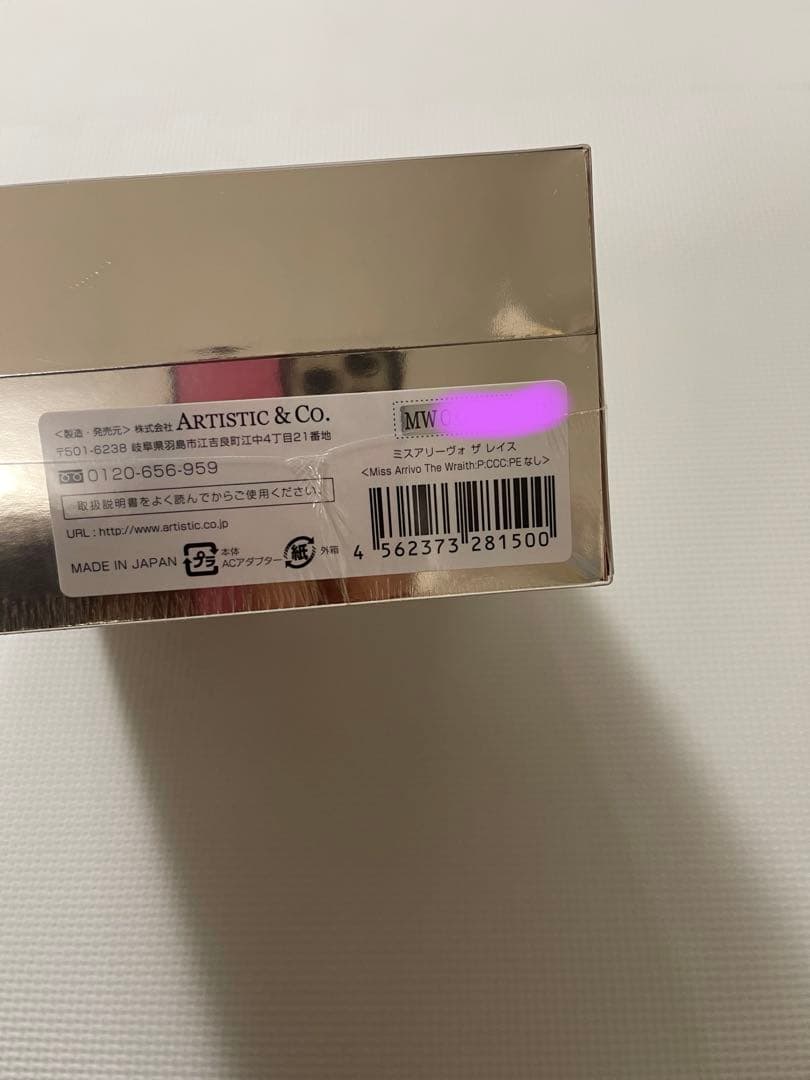 <製造・発売元> 株式会社 ARTISTIC & CO.
〒501-6238 岐阜県羽島市江吉良町江中4丁目21番地
0120-656-959
取扱説明書をよく読んでからご使用ください。
URL : http://www.artistic.co.jp
MADE IN JAPAN プラ 本体 ACアダプター 紙 外箱
MW0
ミスアリーヴォ ザ レイス
<Miss Arrivo The Wraith:P:CCC:PEなし>
4 562373 281500